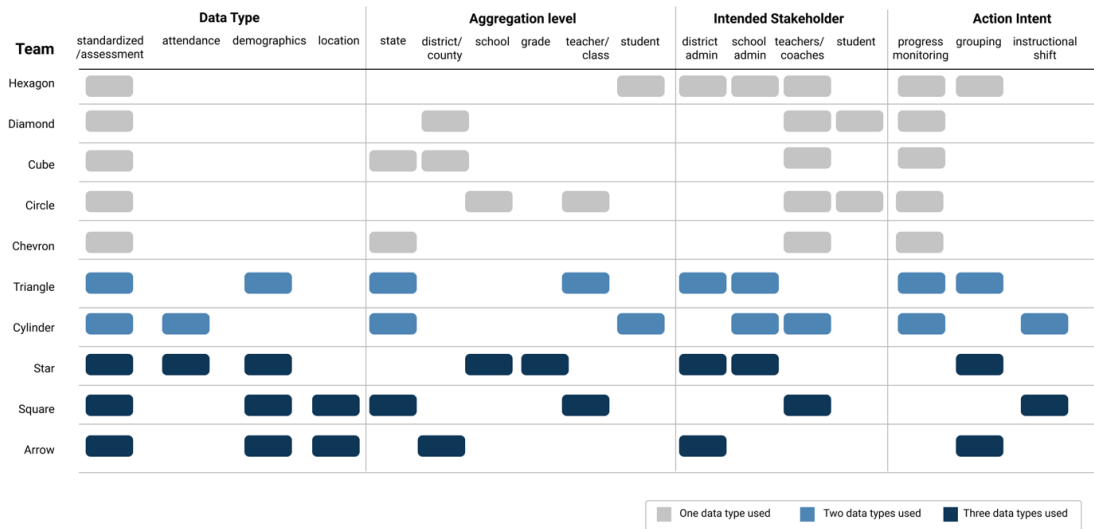 Data Type Aggregation level Intended Stakeholder Action Intent
Team standardized attendance demographics location state district/ school grade teacher/ student district school teachers/ student progress grouping instructional
/assessment county class admin admin coaches monitoring shift
Hexagon
Diamond
Cube
Circle
Chevron
Triangle
Cylinder
Star
Square
Arrow
One data type used Two data types used Three data types used